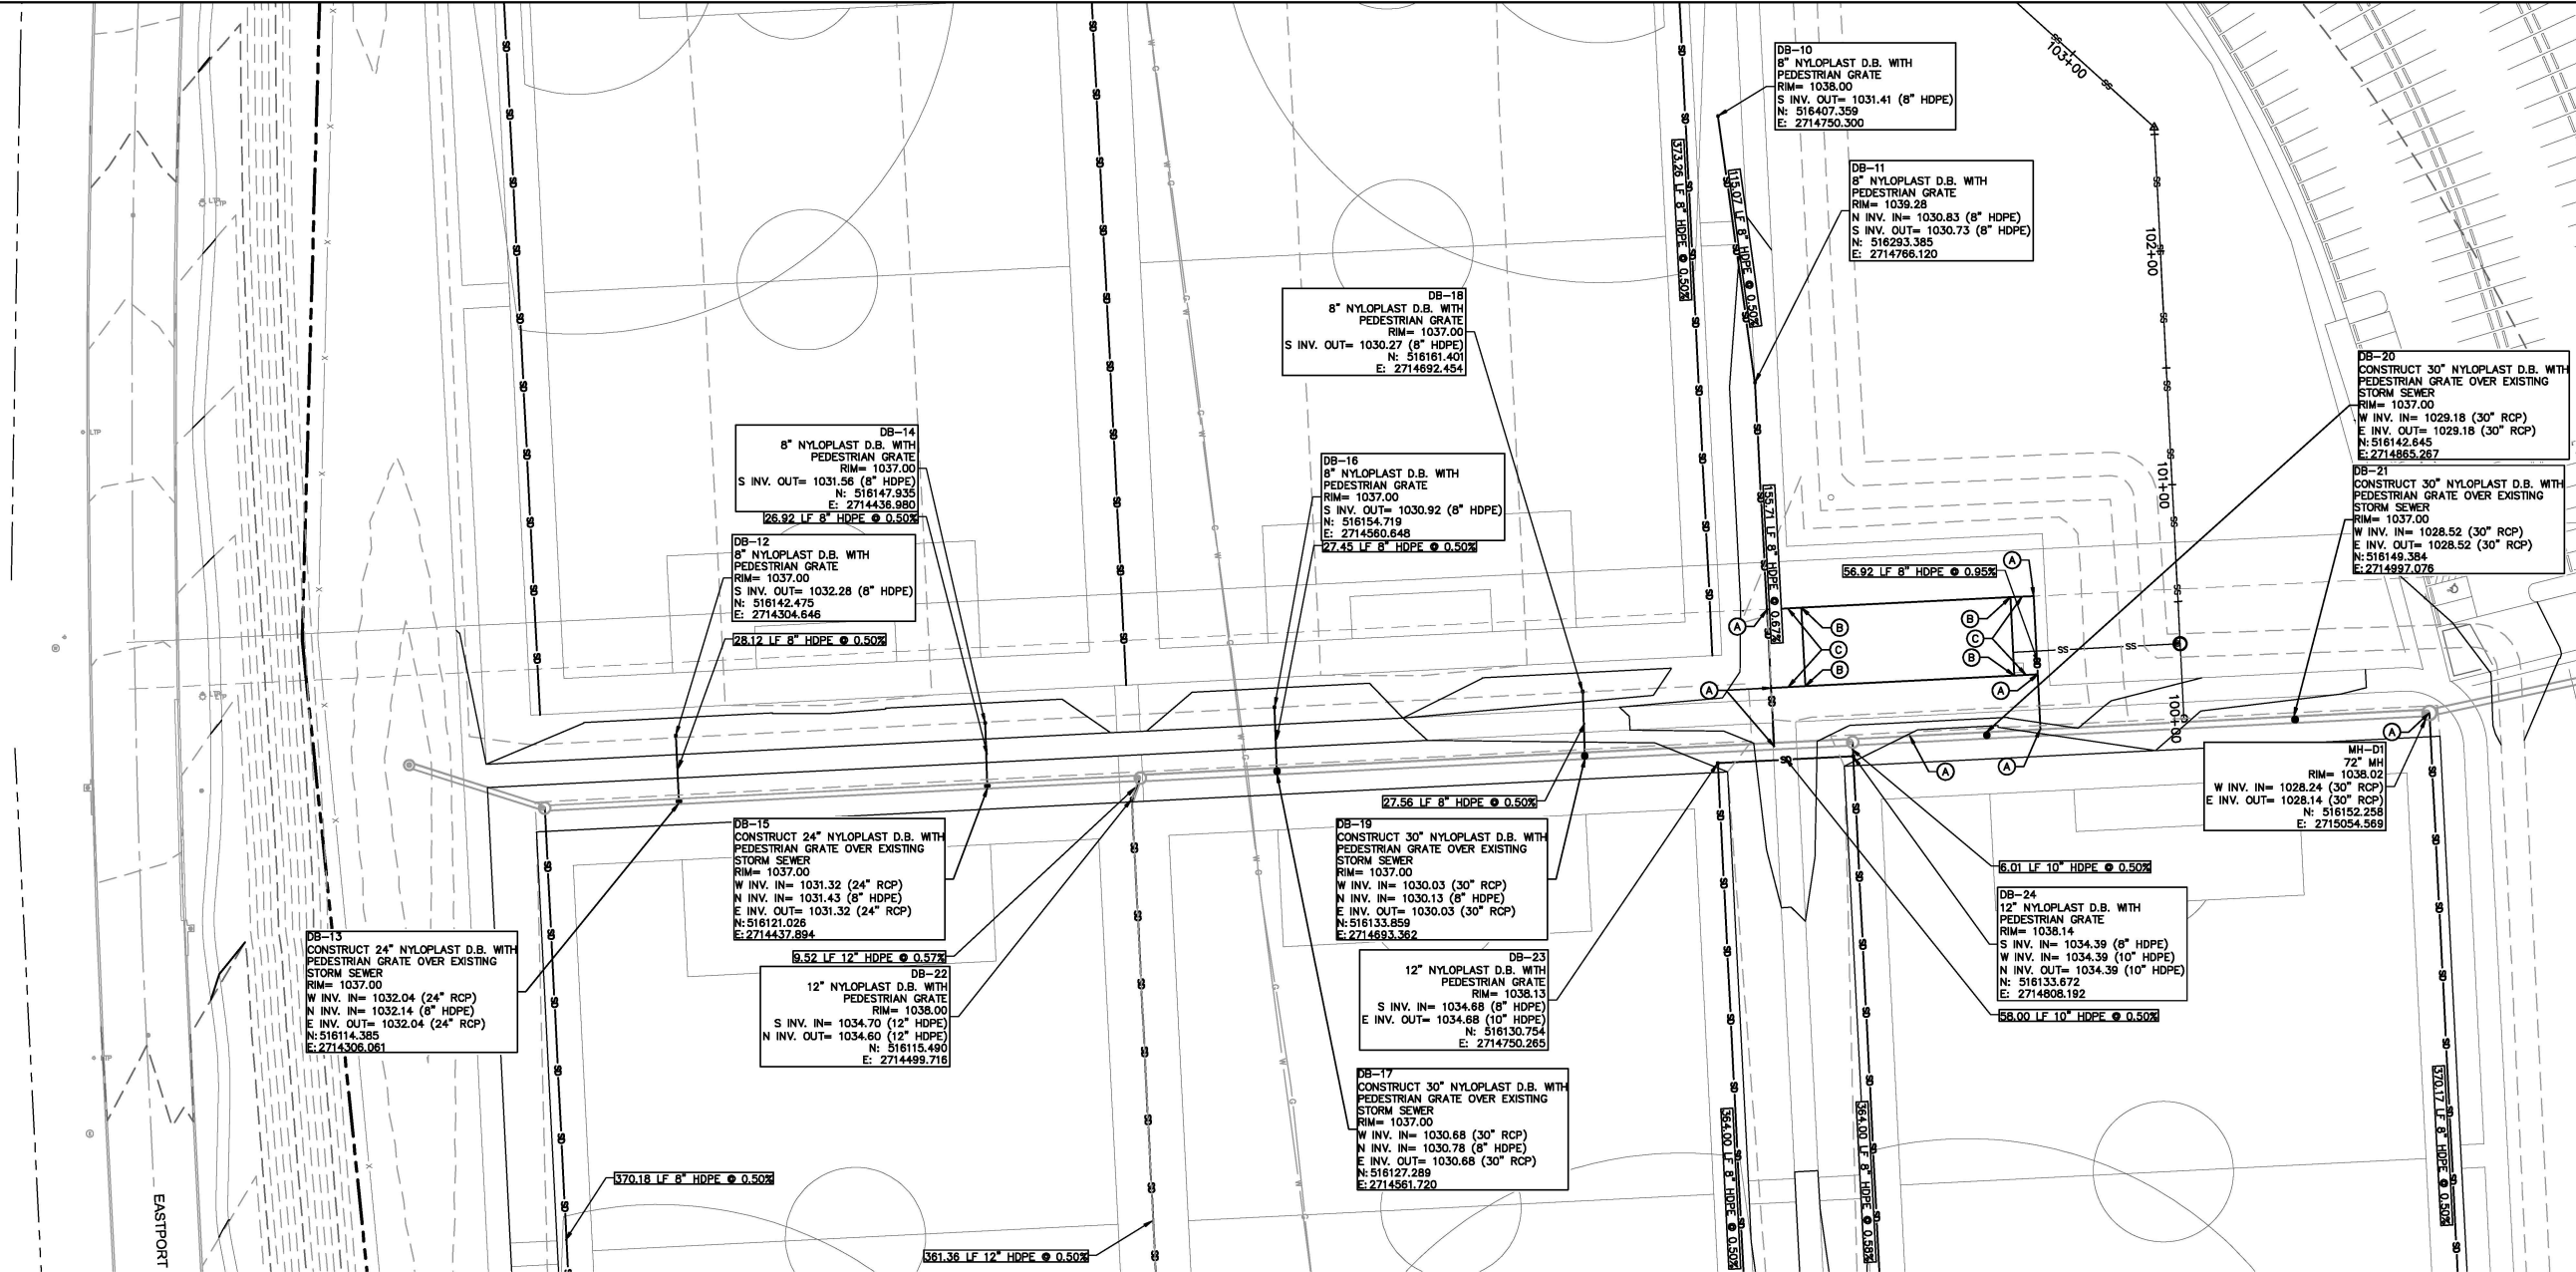 103+00
102+00
101+00
100+00
DB-10
8" NYLOPLAST D.B. WITH
PEDESTRIAN GRATE
RIM= 1038.00
S INV. OUT= 1031.41 (8" HDPE)
N: 516407.359
E: 2714750.300
DB-11
8" NYLOPLAST D.B. WITH
PEDESTRIAN GRATE
RIM= 1039.28
N INV. IN= 1030.83 (8" HDPE)
S INV. OUT= 1030.73 (8" HDPE)
N: 516293.385
E: 2714766.120
373.26 LF 8" HDPE @ 0.50%
115.07 LF 8" HDPE @ 0.50%
DB-18
8" NYLOPLAST D.B. WITH
PEDESTRIAN GRATE
RIM= 1037.00
S INV. OUT= 1030.27 (8" HDPE)
N: 516161.401
E: 2714692.454
DB-20
CONSTRUCT 30" NYLOPLAST D.B. WITH
PEDESTRIAN GRATE OVER EXISTING
STORM SEWER
RIM= 1037.00
W INV. IN= 1029.18 (30" RCP)
E INV. OUT= 1029.18 (30" RCP)
N: 516142.645
E: 2714865.267
DB-21
CONSTRUCT 30" NYLOPLAST D.B. WITH
PEDESTRIAN GRATE OVER EXISTING
STORM SEWER
RIM= 1037.00
W INV. IN= 1028.52 (30" RCP)
E INV. OUT= 1028.52 (30" RCP)
N: 516149.384
E: 2714997.076
DB-14
8" NYLOPLAST D.B. WITH
PEDESTRIAN GRATE
RIM= 1037.00
S INV. OUT= 1031.56 (8" HDPE)
N: 516147.935
E: 2714436.980
26.92 LF 8" HDPE @ 0.50%
DB-12
8" NYLOPLAST D.B. WITH
PEDESTRIAN GRATE
RIM= 1037.00
S INV. OUT= 1032.28 (8" HDPE)
N: 516142.475
E: 2714304.646
28.12 LF 8" HDPE @ 0.50%
DB-16
8" NYLOPLAST D.B. WITH
PEDESTRIAN GRATE
RIM= 1037.00
S INV. OUT= 1030.92 (8" HDPE)
N: 516154.719
E: 2714560.648
27.45 LF 8" HDPE @ 0.50%
155.71 LF 8" HDPE @ 0.67%
56.92 LF 8" HDPE @ 0.95%
A
A
B
C
B
B
C
B
A
A
A
A
A
MH-D1
72" MH
RIM= 1038.02
W INV. IN= 1028.24 (30" RCP)
E INV. OUT= 1028.14 (30" RCP)
N: 516152.258
E: 2715054.569
27.56 LF 8" HDPE @ 0.50%
DB-15
CONSTRUCT 24" NYLOPLAST D.B. WITH
PEDESTRIAN GRATE OVER EXISTING
STORM SEWER
RIM= 1037.00
W INV. IN= 1031.32 (24" RCP)
N INV. IN= 1031.43 (8" HDPE)
E INV. OUT= 1031.32 (24" RCP)
N: 516121.026
E: 2714437.894
9.52 LF 12" HDPE @ 0.57%
DB-22
12" NYLOPLAST D.B. WITH
PEDESTRIAN GRATE
RIM= 1038.00
S INV. IN= 1034.70 (12" HDPE)
N INV. OUT= 1034.60 (12" HDPE)
N: 516115.490
E: 2714499.716
DB-19
CONSTRUCT 30" NYLOPLAST D.B. WITH
PEDESTRIAN GRATE OVER EXISTING
STORM SEWER
RIM= 1037.00
W INV. IN= 1030.03 (30" RCP)
N INV. IN= 1030.13 (8" HDPE)
E INV. OUT= 1030.03 (30" RCP)
N: 516133.859
E: 2714693.362
DB-23
12" NYLOPLAST D.B. WITH
PEDESTRIAN GRATE
RIM= 1038.13
S INV. IN= 1034.68 (8" HDPE)
E INV. OUT= 1034.68 (10" HDPE)
N: 516130.754
E: 2714750.265
6.01 LF 10" HDPE @ 0.50%
DB-24
12" NYLOPLAST D.B. WITH
PEDESTRIAN GRATE
RIM= 1038.14
S INV. IN= 1034.39 (8" HDPE)
W INV. IN= 1034.39 (10" HDPE)
N INV. OUT= 1034.39 (10" HDPE)
N: 516133.672
E: 2714808.192
58.00 LF 10" HDPE @ 0.50%
DB-13
CONSTRUCT 24" NYLOPLAST D.B. WITH
PEDESTRIAN GRATE OVER EXISTING
STORM SEWER
RIM= 1037.00
W INV. IN= 1032.04 (24" RCP)
N INV. IN= 1032.14 (8" HDPE)
E INV. OUT= 1032.04 (24" RCP)
N: 516114.385
E: 2714306.061
DB-17
CONSTRUCT 30" NYLOPLAST D.B. WITH
PEDESTRIAN GRATE OVER EXISTING
STORM SEWER
RIM= 1037.00
W INV. IN= 1030.68 (30" RCP)
N INV. IN= 1030.78 (8" HDPE)
E INV. OUT= 1030.68 (30" RCP)
N: 516127.289
E: 2714561.720
EASTPORT
370.18 LF 8" HDPE @ 0.50%
361.36 LF 12" HDPE @ 0.50%
364.00 LF 8" HDPE @ 0.50%
364.00 LF 8" HDPE @ 0.58%
370.17 LF 8" HDPE @ 0.50%